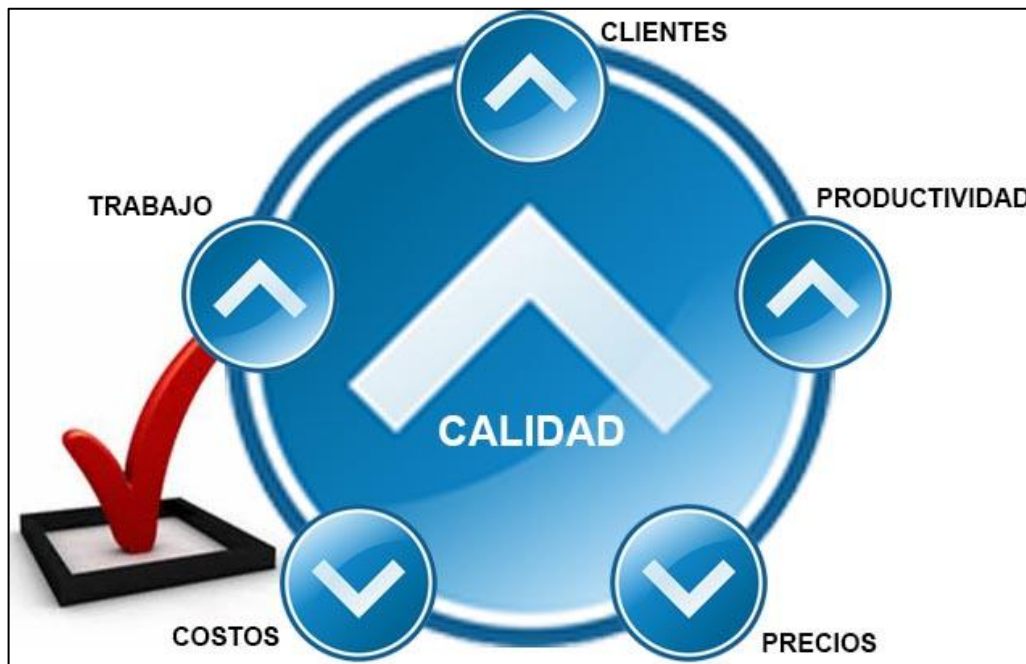 CLIENTES
TRABAJO
PRODUCTIVIDAD
CALIDAD
COSTOS
PRECIOS